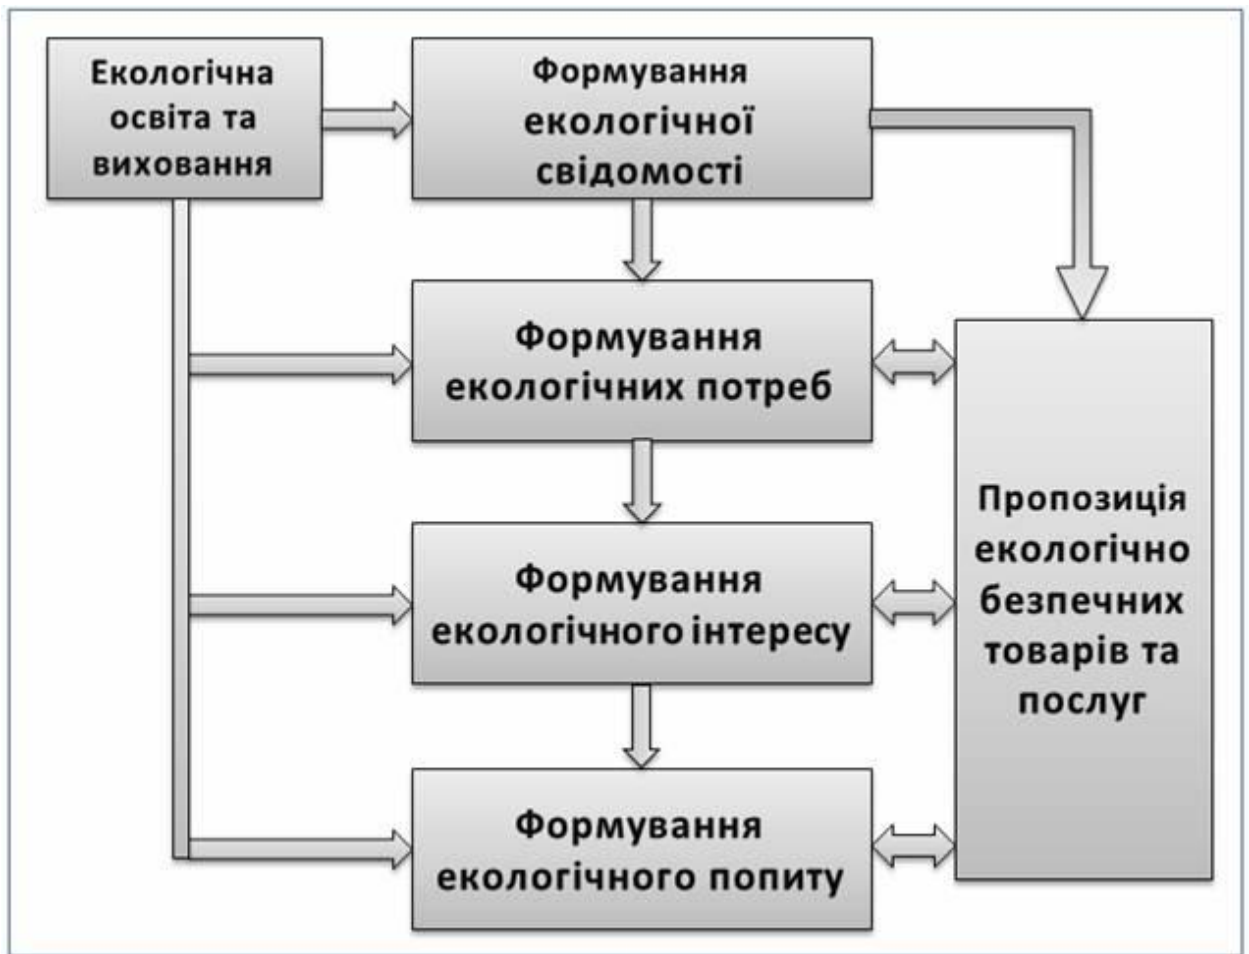 Екологічна
освіта та
виховання
Формування
екологічної
свідомості
Формування
екологічних потреб
Формування
екологічного інтересу
Формування
екологічного попиту
Пропозиція
екологічно
безпечних
товарів та
послуг